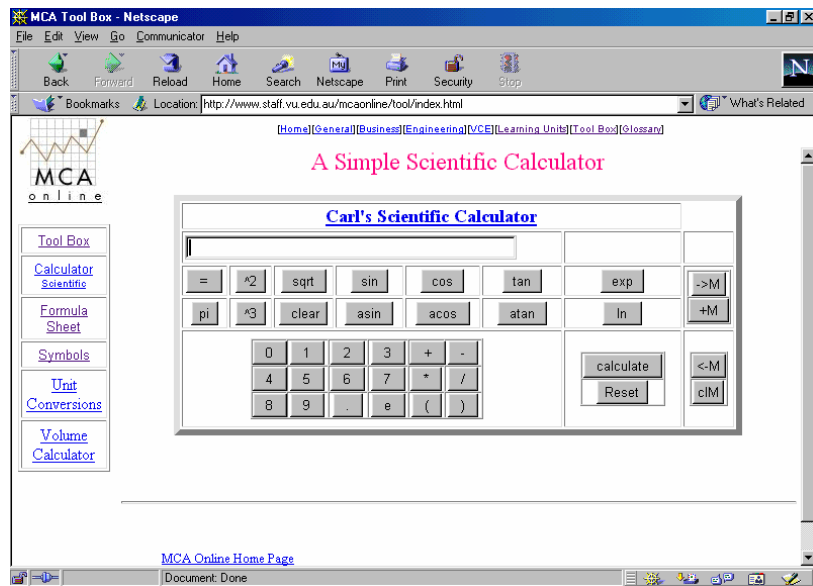 MCA Tool Box - Netscape
File Edit View Go Communicator Help
Back Forward Reload Home Search Netscape Print Security Stop
My
N
Bookmarks Location: http://www.staff.vu.edu.au/mcaonline/tool/index.html What's Related
[Home][General][Business][Engineering][VCE][Learning Units][Tool Box][Glossary]
MCA
online
A Simple Scientific Calculator
Tool Box
Calculator
Scientific
Formula
Sheet
Symbols
Unit
Conversions
Volume
Calculator
Carl's Scientific Calculator
= ^2 sqrt sin cos tan exp ->M
pi ^3 clear asin acos atan ln +M
0 1 2 3 + -
4 5 6 7 * /
8 9 . e ( )
calculate
Reset
<-M
clM
MCA Online Home Page
Document: Done